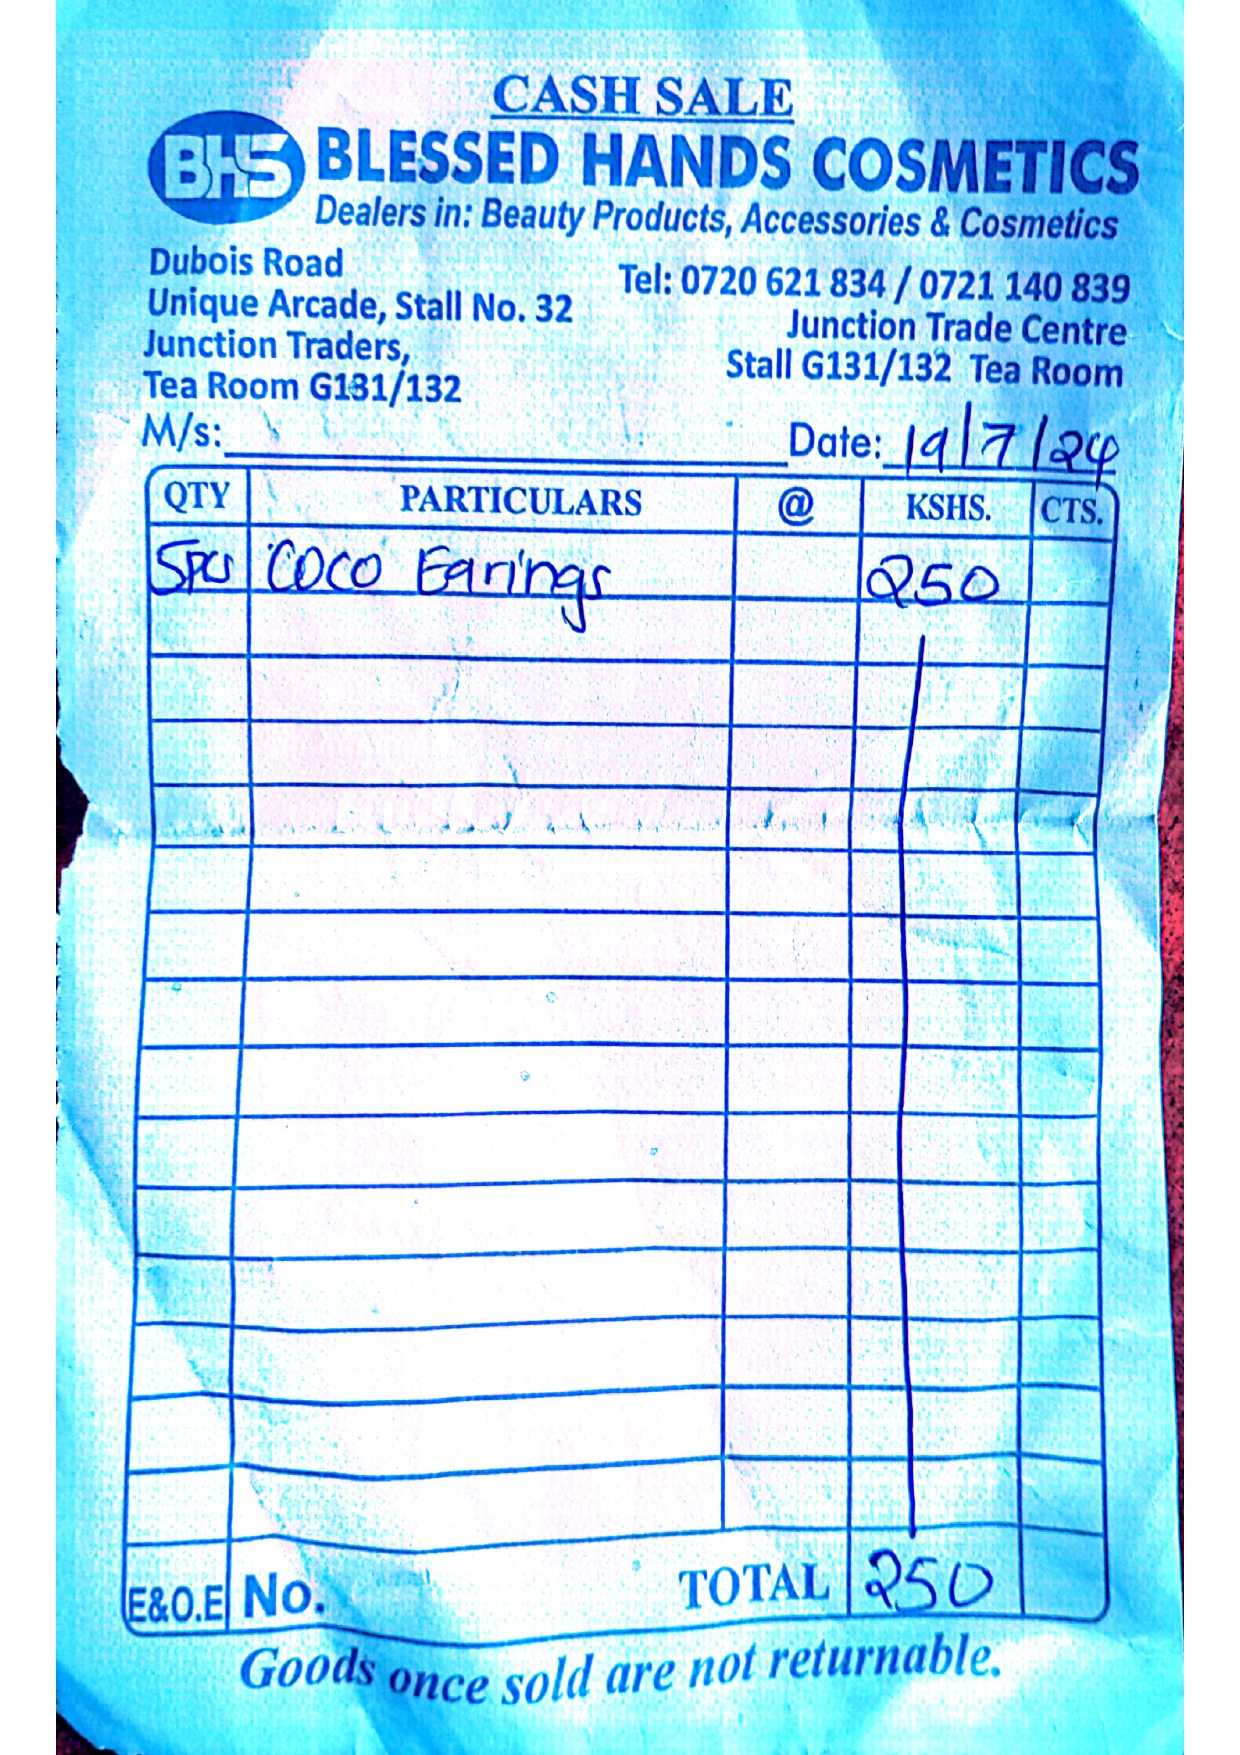 CASH SALE
BHS BLESSED HANDS COSMETICS
Dealers in: Beauty Products, Accessories & Cosmetics
Dubois Road
Unique Arcade, Stall No. 32
Junction Traders,
Tea Room G131/132
Tel: 0720 621 834 / 0721 140 839
Junction Trade Centre
Stall G131/132 Tea Room
M/s: Date: 19/7/24
QTY PARTICULARS @ KSHS. CTS.
5pcs COCO Earings 250
E&O.E No. TOTAL 250
Goods once sold are not returnable.